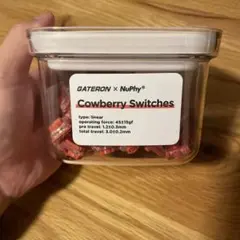 GATERON × NuPhy®
Cowberry Switches
type: linear
operating force: 45±15gf
pre travel: 1.2±0.3mm
total travel: 3.0±0.2mm